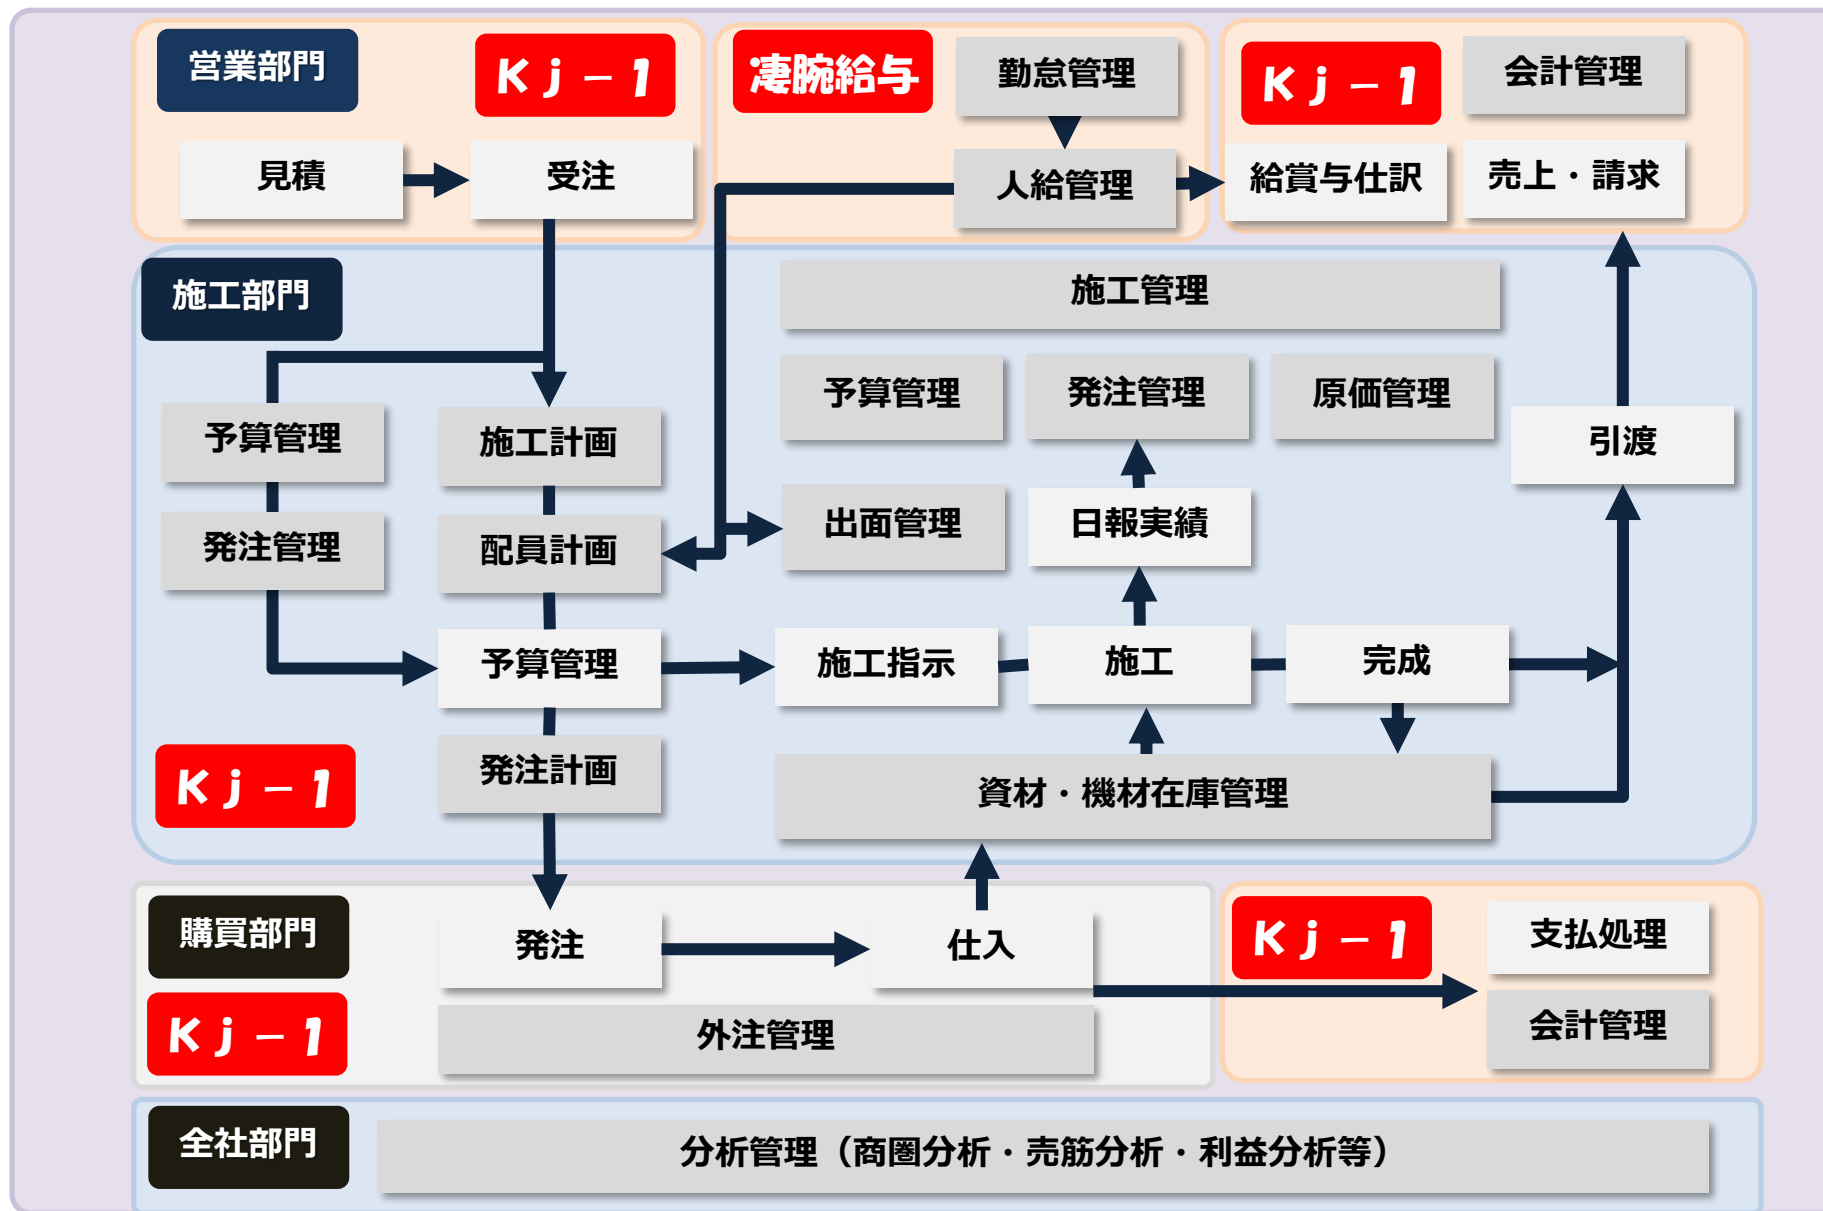 営業部門
Kj－1
見積
受注
凄腕給与
勤怠管理
人給管理
Kj－1
会計管理
給賞与仕訳
売上・請求
施工部門
施工管理
予算管理
発注管理
原価管理
引渡
予算管理
施工計画
発注管理
配員計画
出面管理
日報実績
予算管理
施工指示
施工
完成
Kj－1
発注計画
資材・機材在庫管理
購買部門
発注
仕入
Kj－1
外注管理
Kj－1
支払処理
会計管理
全社部門
分析管理（商圏分析・売筋分析・利益分析等）